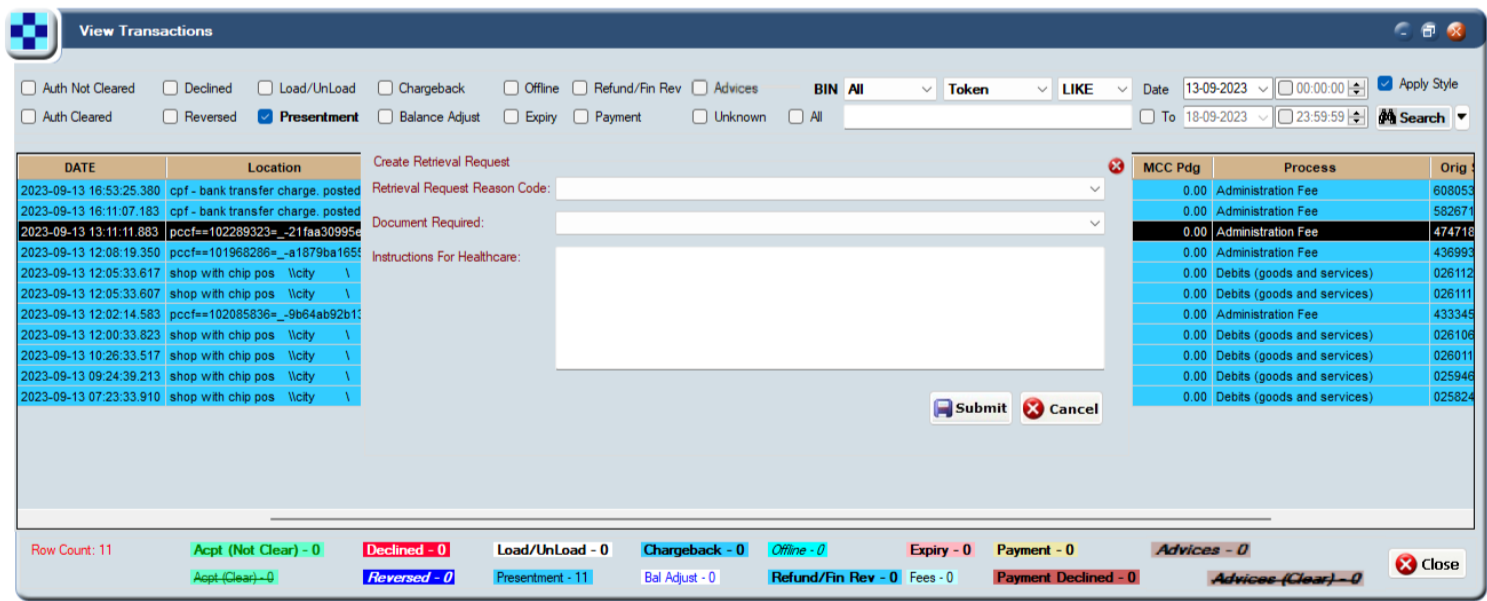 View Transactions
Auth Not Cleared Declined Load/UnLoad Chargeback Offline Refund/Fin Rev Advices BIN All Token LIKE Date 13-09-2023 00:00:00 Apply Style
Auth Cleared Reversed Presentment Balance Adjust Expiry Payment Unknown All To 18-09-2023 23:59:59 Search
DATE Location
2023-09-13 16:53:25.380 cpf - bank transfer charge. posted
2023-09-13 16:11:07.183 cpf - bank transfer charge. posted
2023-09-13 13:11:11.883 pccf==102289323=_-21faa30995e
2023-09-13 12:08:19.350 pccf==101968286=_-a1879ba1655
2023-09-13 12:05:33.617 shop with chip pos \\city \
2023-09-13 12:05:33.607 shop with chip pos \\city \
2023-09-13 12:02:14.583 pccf==102085836=_-9b64ab92b13
2023-09-13 12:00:33.823 shop with chip pos \\city \
2023-09-13 10:26:33.517 shop with chip pos \\city \
2023-09-13 09:24:39.213 shop with chip pos \\city \
2023-09-13 07:23:33.910 shop with chip pos \\city \
Create Retrieval Request
Retrieval Request Reason Code:
Document Required:
Instructions For Healthcare:
Submit Cancel
MCC Pdg Process Orig S
0.00 Administration Fee 608053
0.00 Administration Fee 582671
0.00 Administration Fee 474718
0.00 Administration Fee 436993
0.00 Debits (goods and services) 026112
0.00 Debits (goods and services) 026111
0.00 Administration Fee 433345
0.00 Debits (goods and services) 026106
0.00 Debits (goods and services) 026011
0.00 Debits (goods and services) 025946
0.00 Debits (goods and services) 025824
Row Count: 11 Acpt (Not Clear) - 0 Declined - 0 Load/UnLoad - 0 Chargeback - 0 Offline - 0 Expiry - 0 Payment - 0 Advices - 0
Acpt (Clear) - 0 Reversed - 0 Presentment - 11 Bal Adjust - 0 Refund/Fin Rev - 0 Fees - 0 Payment Declined - 0 Advices (Clear) - 0
Close